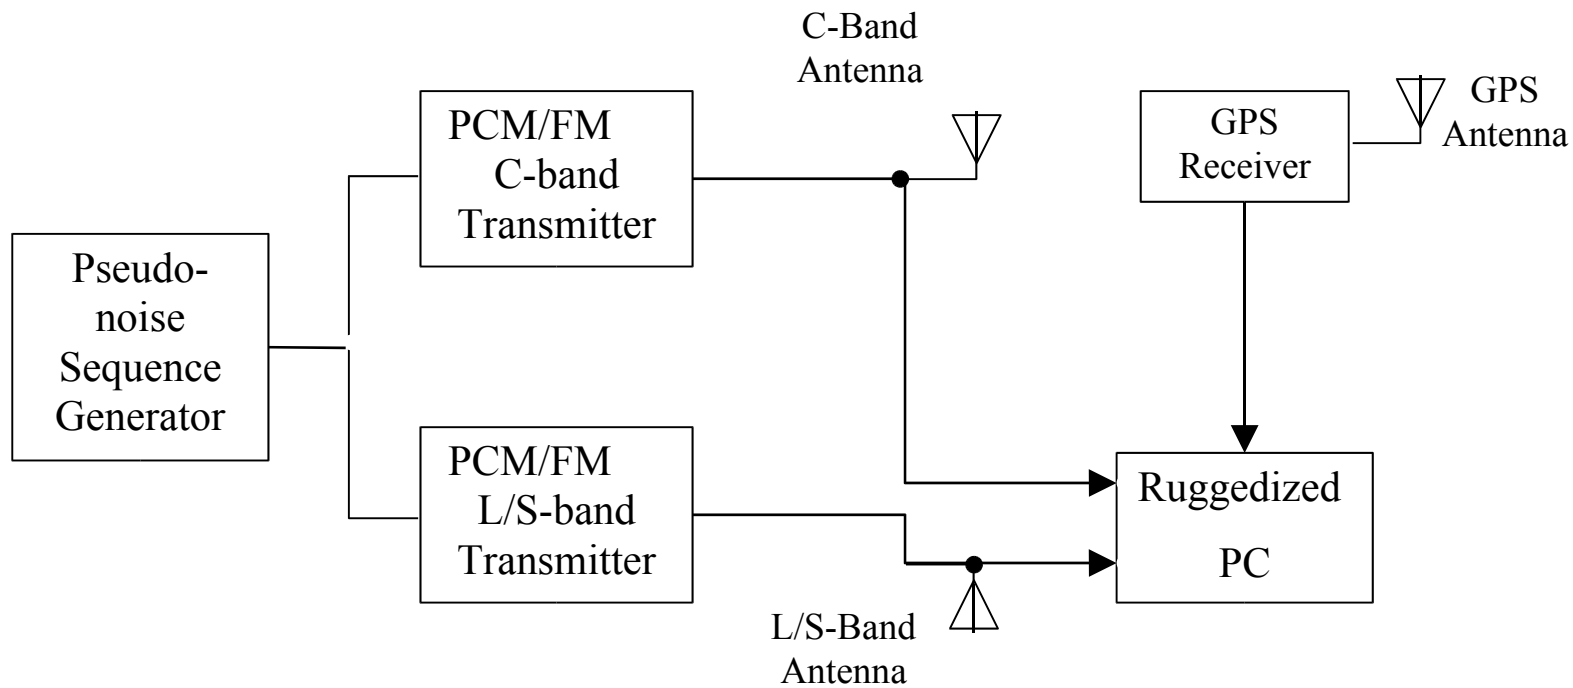 C-Band
Antenna
GPS
Antenna
GPS
Receiver
PCM/FM
C-band
Transmitter
Pseudo-
noise
Sequence
Generator
PCM/FM
L/S-band
Transmitter
Ruggedized
PC
L/S-Band
Antenna